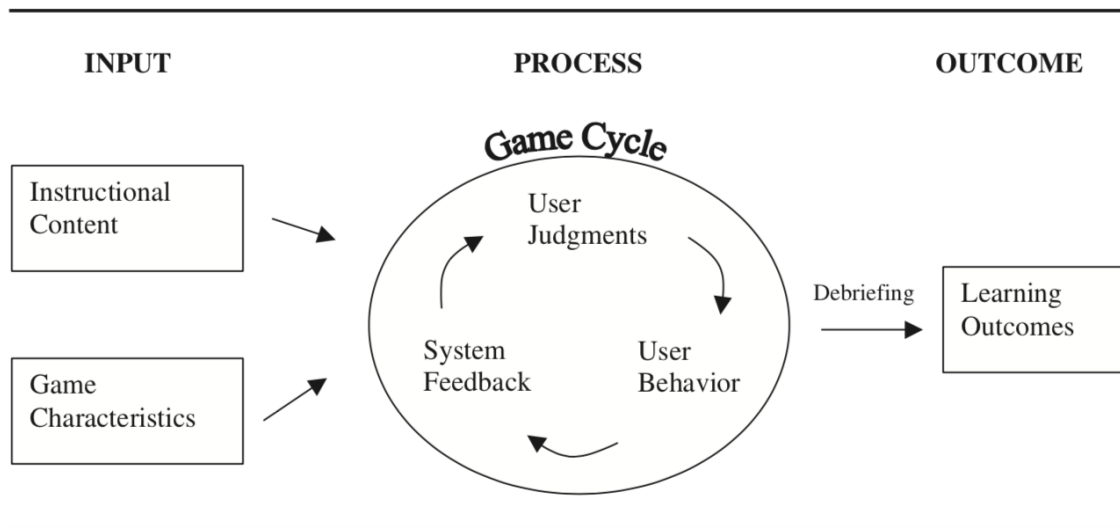 INPUT
PROCESS
OUTCOME
Game Cycle
Instructional
Content
Game
Characteristics
User
Judgments
User
Behavior
System
Feedback
Debriefing
Learning
Outcomes